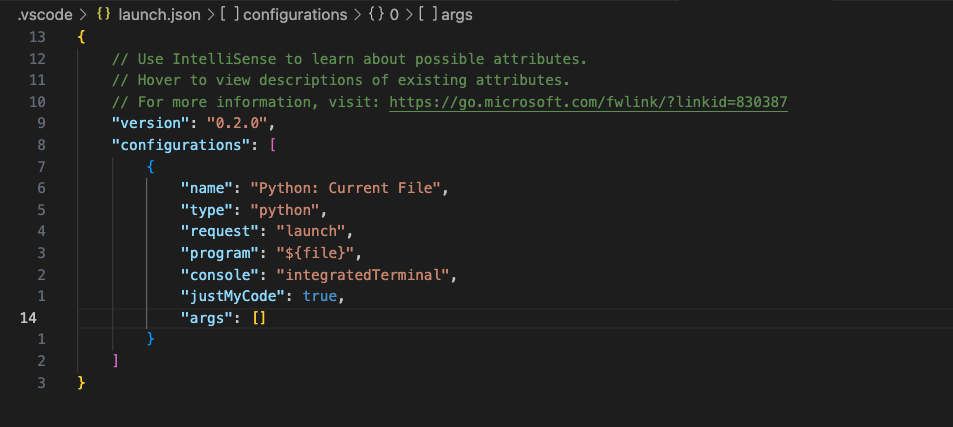 .vscode > {} launch.json > [ ] configurations > {} 0 > [ ] args
13 {
12 // Use IntelliSense to learn about possible attributes.
11 // Hover to view descriptions of existing attributes.
10 // For more information, visit: https://go.microsoft.com/fwlink/?linkid=830387
9 "version": "0.2.0",
8 "configurations": [
7 {
6 "name": "Python: Current File",
5 "type": "python",
4 "request": "launch",
3 "program": "${file}",
2 "console": "integratedTerminal",
1 "justMyCode": true,
14 "args": []
1 }
2 ]
3 }